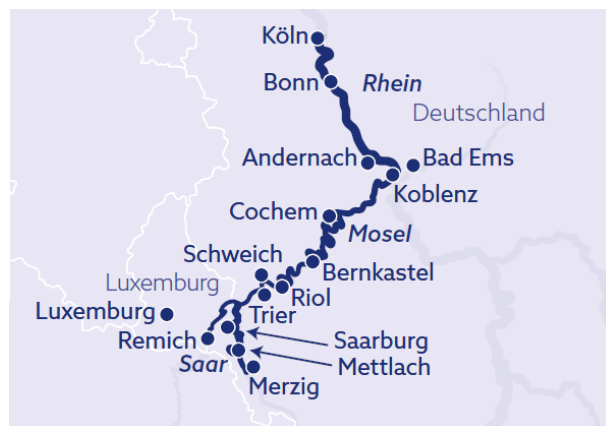 Köln
Bonn
Rhein
Deutschland
Andernach
Bad Ems
Koblenz
Cochem
Mosel
Schweich
Bernkastel
Luxemburg
Riol
Luxemburg
Trier
Remich
Saarburg
Saar
Mettlach
Merzig